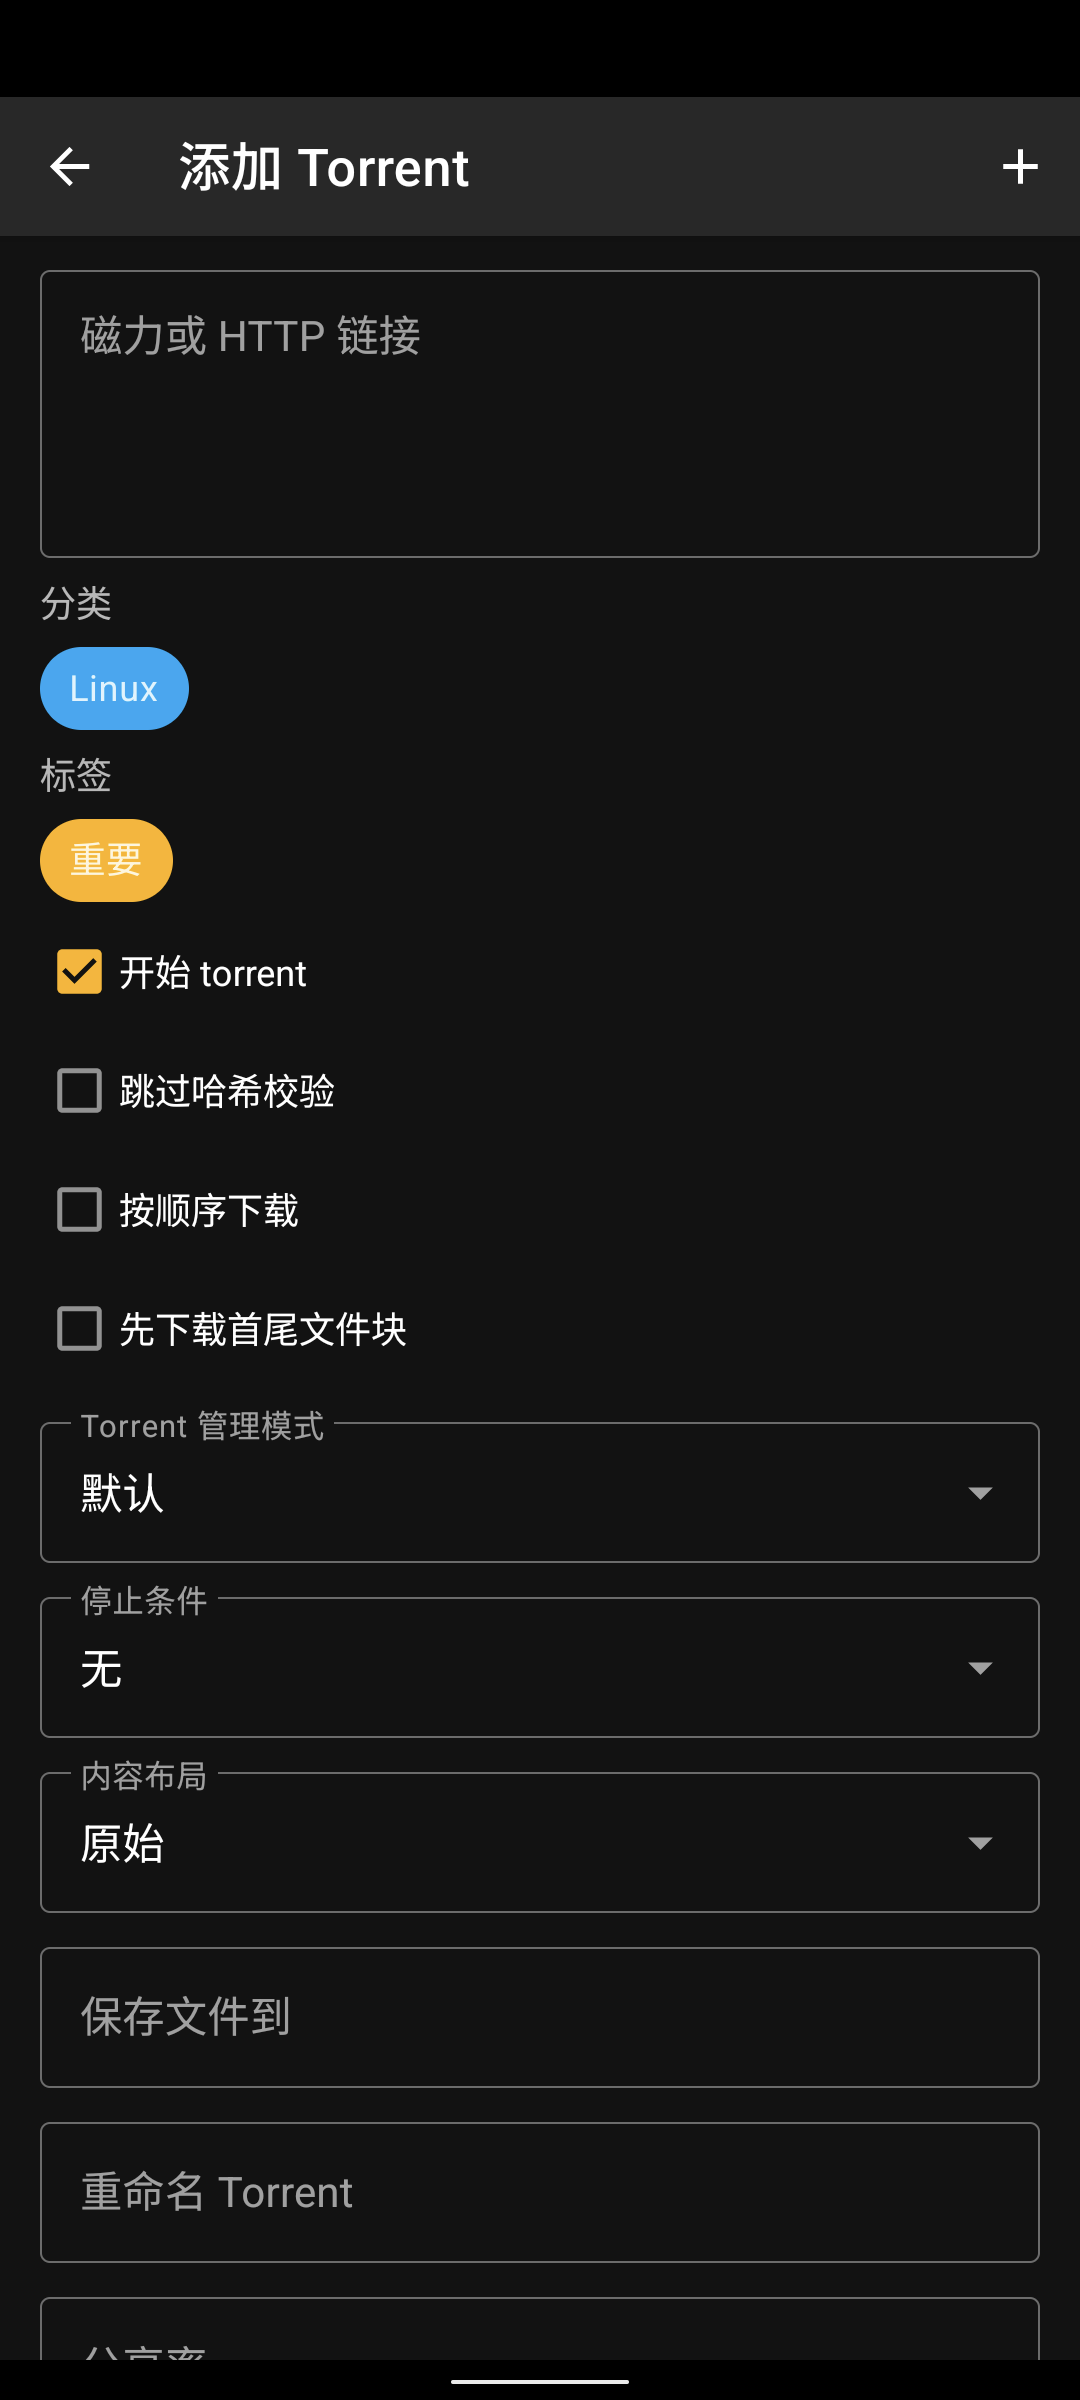 添加 Torrent
磁力或 HTTP 链接
分类
Linux
标签
重要
开始 torrent
跳过哈希校验
按顺序下载
先下载首尾文件块
Torrent 管理模式
默认
停止条件
无
内容布局
原始
保存文件到
重命名 Torrent
分享率